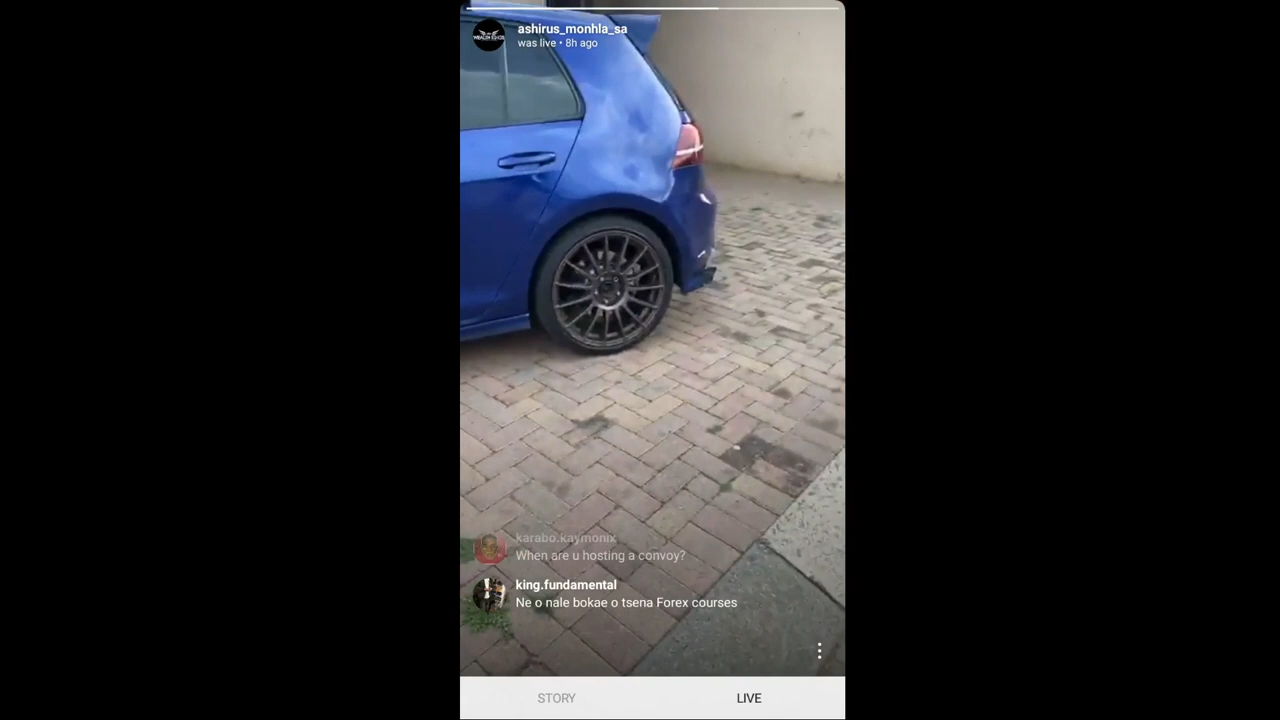 ashirus_monhla_sa
was live • 8h ago
karabo.kaymonix
When are u hosting a convoy?
king.fundamental
Ne o nale bokae o tsena Forex courses
STORY
LIVE